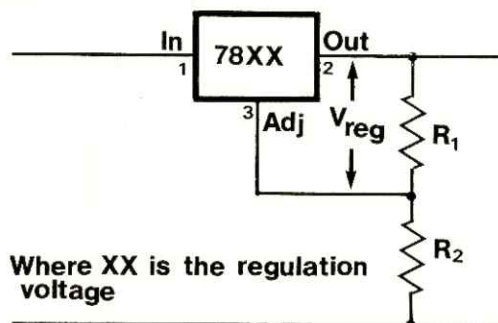 In
78XX
Out
1
2
3
Adj
Vreg
R1
R2
Where XX is the regulation
voltage